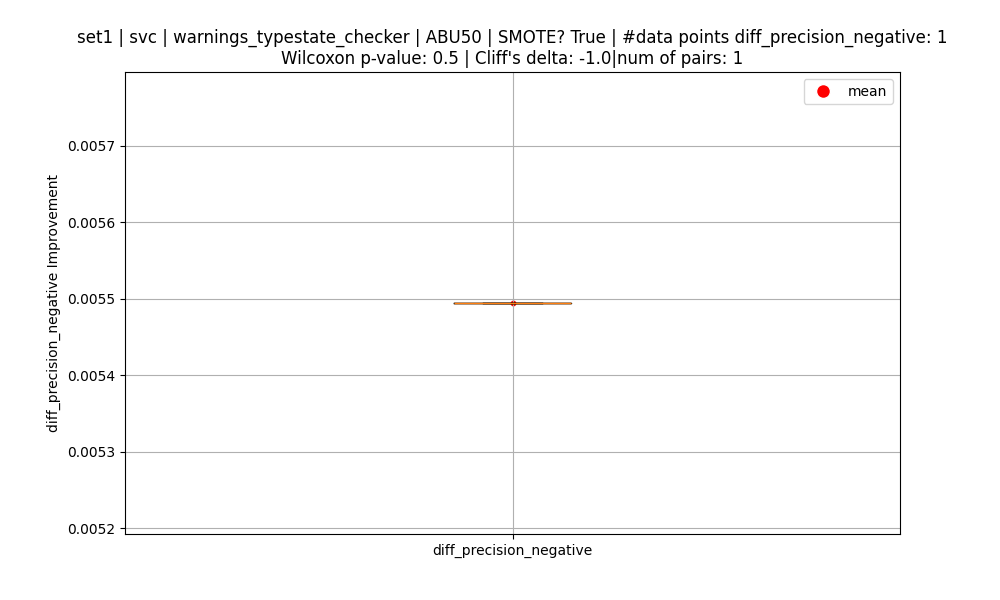 set1 | svc | warnings_typestate_checker | ABU50 | SMOTE? True | #data points diff_precision_negative: 1
Wilcoxon p-value: 0.5 | Cliff's delta: -1.0|num of pairs: 1
mean
0.0057
0.0056
0.0055
0.0054
0.0053
0.0052
diff_precision_negative Improvement
diff_precision_negative